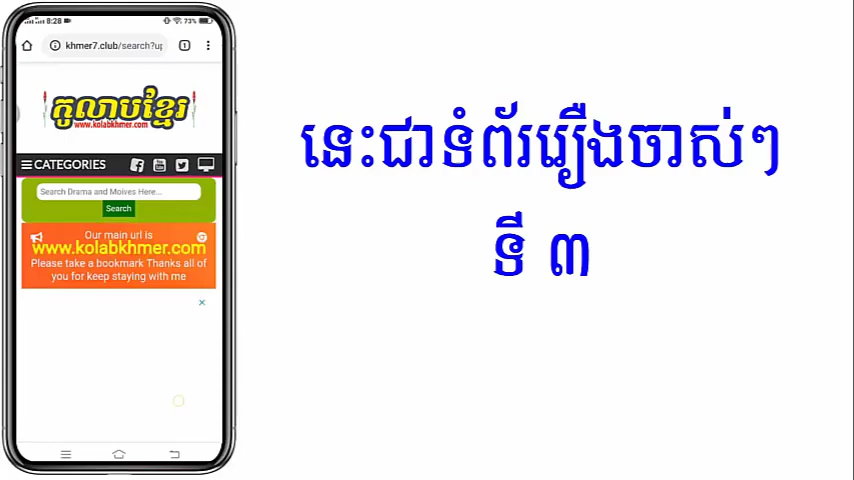 8:28
73%
khmer7.club/search?up
1
កូលាបខ្មែរ
www.kolabkhmer.com
CATEGORIES
Search Drama and Moives Here...
Search
Our main url is
www.kolabkhmer.com
Please take a bookmark Thanks all of
you for keep staying with me
នេះជាទំព័ររឿងចាស់ៗ
ទី ៣